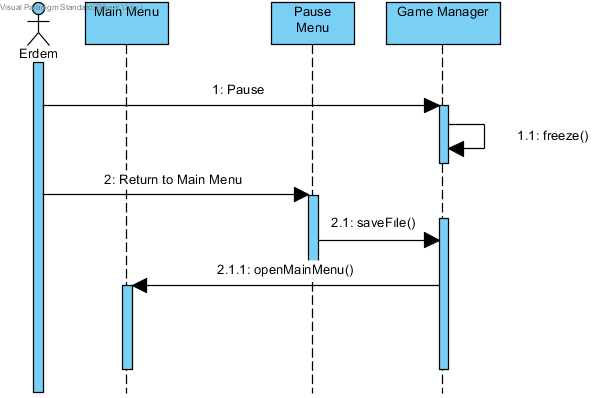 Visual Paradigm Standard
Main Menu
Pause
Menu
Game Manager
Erdem
1: Pause
1.1: freeze()
2: Return to Main Menu
2.1: saveFile()
2.1.1: openMainMenu()